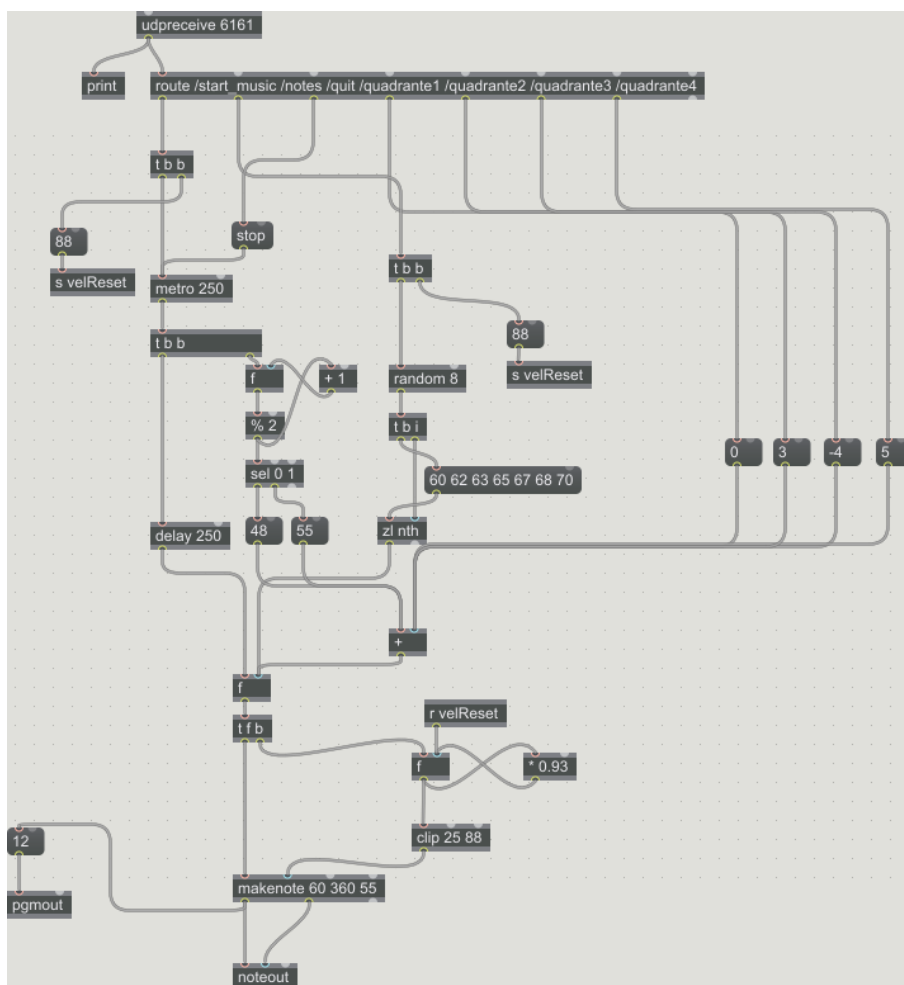 udpreceive 6161
print
route /start_music /notes /quit /quadrante1 /quadrante2 /quadrante3 /quadrante4
t b b
88
s velReset
stop
metro 250
t b b
88
s velReset
t b b
f
+ 1
random 8
% 2
t b i
sel 0 1
60 62 63 65 67 68 70
0
3
-4
5
delay 250
48
55
zl nth
+
f
t f b
r velReset
f
* 0.93
clip 25 88
12
pgmout
makenote 60 360 55
noteout